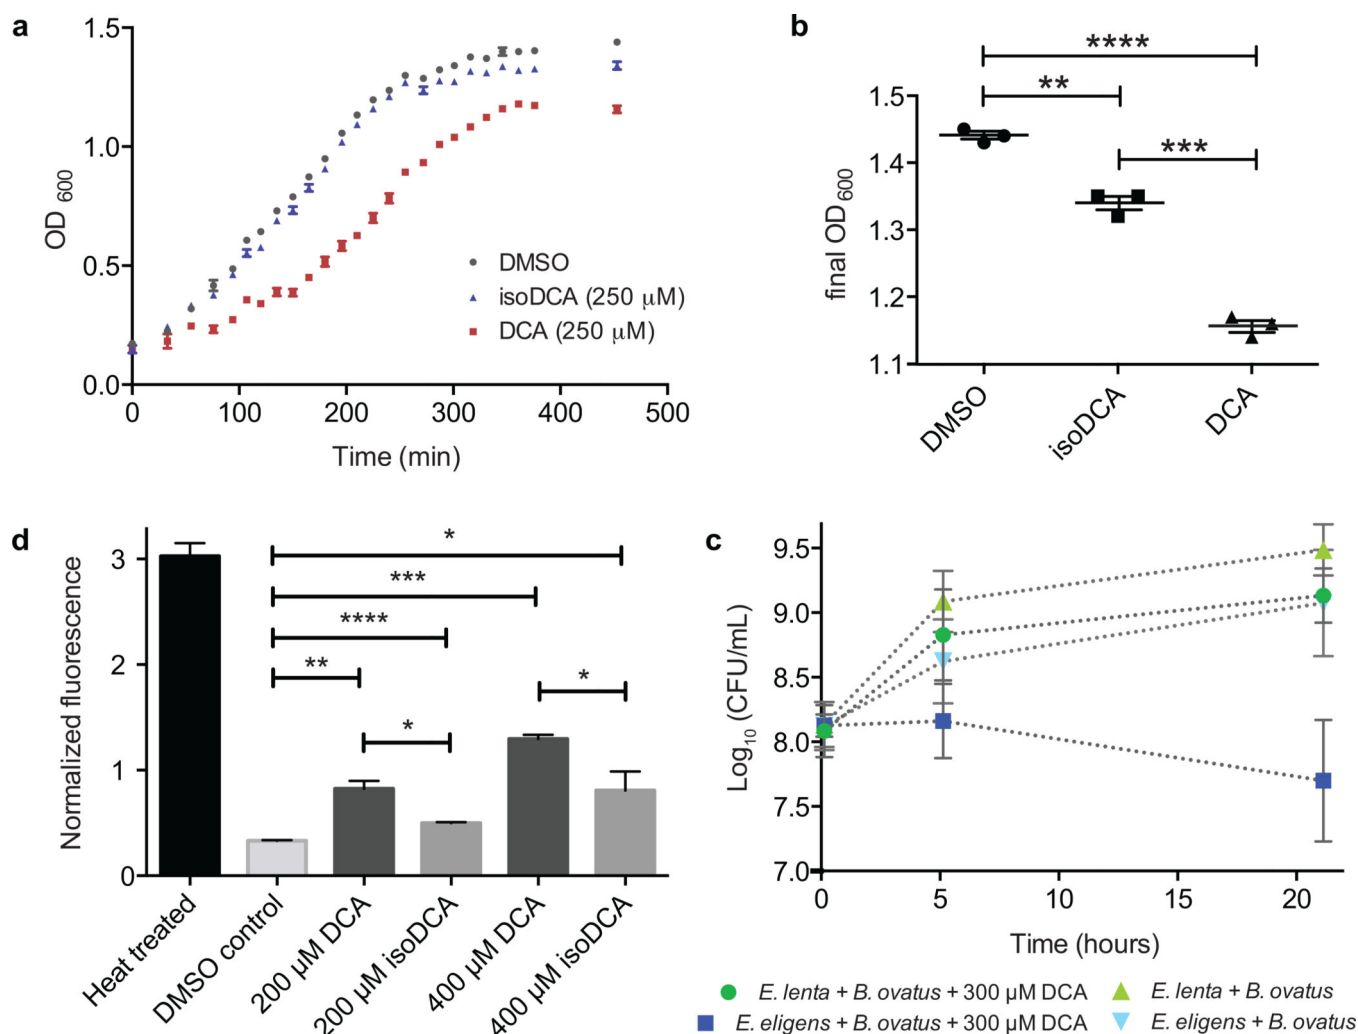 a
1.5
1.0
0.5
0.0
OD600
0 100 200 300 400 500
Time (min)
DMSO
isoDCA (250 μM)
DCA (250 μM)
b
****
**
***
1.5
1.4
1.3
1.2
1.1
final OD600
DMSO
isoDCA
DCA
d
3
2
1
0
Normalized fluorescence
*
***
****
**
*
*
Heat treated
DMSO control
200 μM DCA
200 μM isoDCA
400 μM DCA
400 μM isoDCA
c
9.5
9.0
8.5
8.0
7.5
7.0
Log10 (CFU/mL)
0 5 10 15 20
Time (hours)
E. lenta + B. ovatus + 300 μM DCA
E. lenta + B. ovatus
E. eligens + B. ovatus + 300 μM DCA
E. eligens + B. ovatus